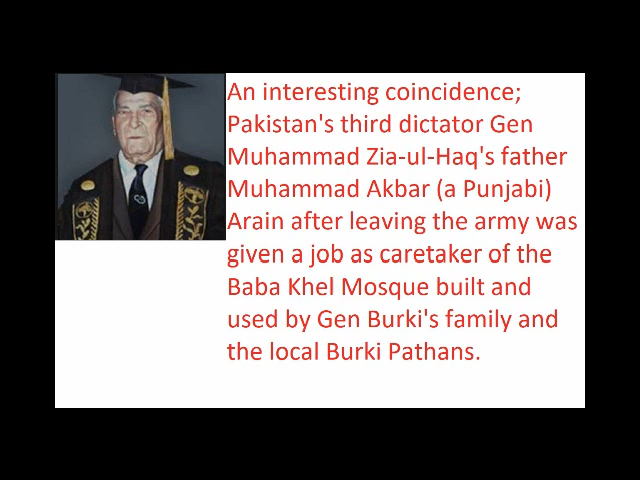 An interesting coincidence;
Pakistan's third dictator Gen
Muhammad Zia-ul-Haq's father
Muhammad Akbar (a Punjabi)
Arain after leaving the army was
given a job as caretaker of the
Baba Khel Mosque built and
used by Gen Burki's family and
the local Burki Pathans.